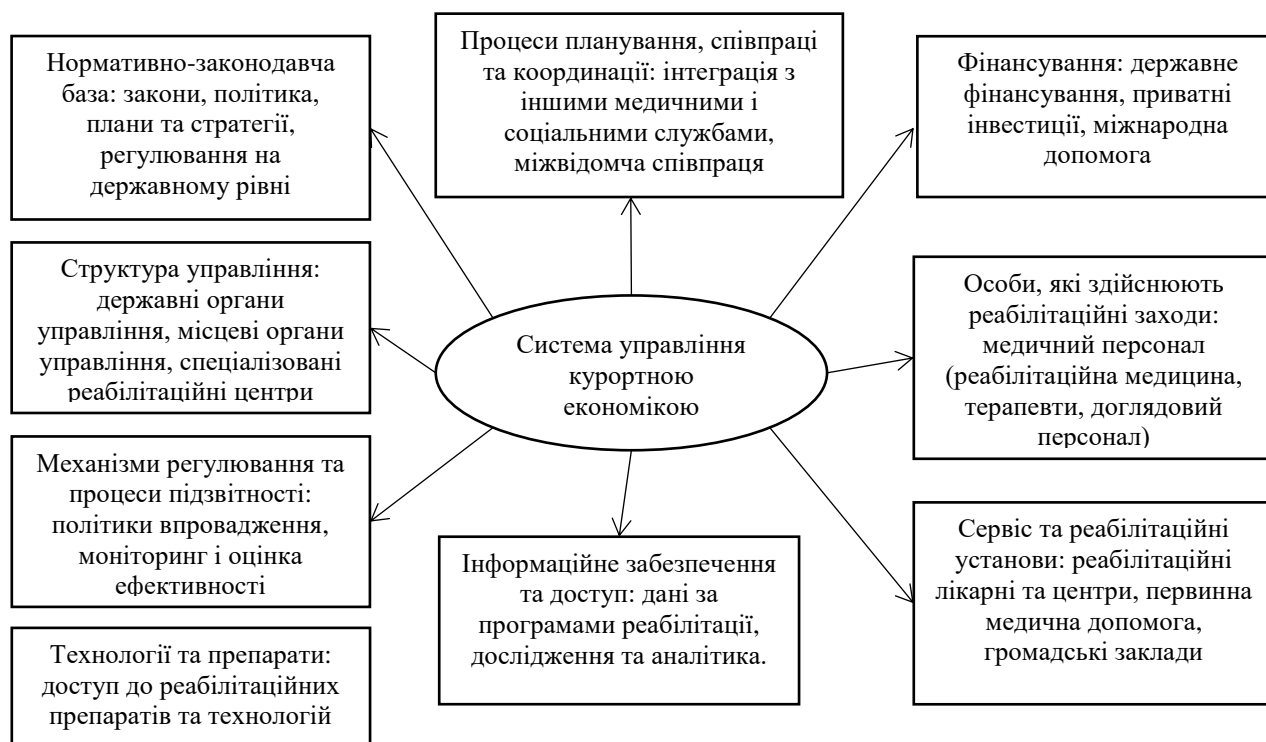 Нормативно-законодавча
база: закони, політика,
плани та стратегії,
регулювання на
державному рівні
Процеси планування, співпраці
та координації: інтеграція з
іншими медичними і
соціальними службами,
міжвідомча співпраця
Фінансування: державне
фінансування, приватні
інвестиції, міжнародна
допомога
Структура управління:
державні органи
управління, місцеві органи
управління, спеціалізовані
реабілітаційні центри
Система управління
курортною
економікою
Особи, які здійснюють
реабілітаційні заходи:
медичний персонал
(реабілітаційна медицина,
терапевти, доглядовий
персонал)
Механізми регулювання та
процеси підзвітності:
політики впровадження,
моніторинг і оцінка
ефективності
Інформаційне забезпечення
та доступ: дані за
програмами реабілітації,
дослідження та аналітика.
Сервіс та реабілітаційні
установи: реабілітаційні
лікарні та центри, первинна
медична допомога,
громадські заклади
Технології та препарати:
доступ до реабілітаційних
препаратів та технологій